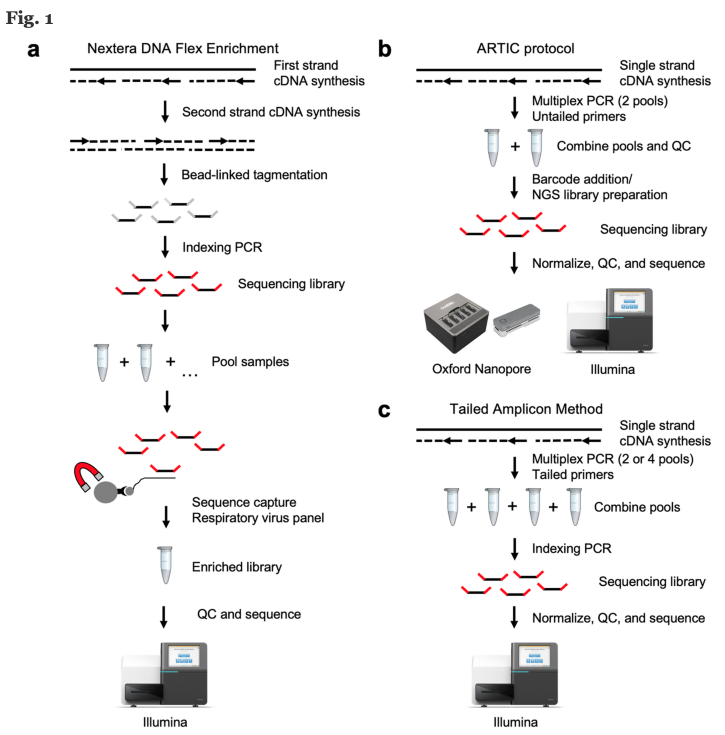 Fig. 1
a
Nextera DNA Flex Enrichment
First strand
cDNA synthesis
Second strand cDNA synthesis
Bead-linked tagmentation
Indexing PCR
Sequencing library
+ + ...
Pool samples
Sequence capture
Respiratory virus panel
Enriched library
QC and sequence
Illumina
b
ARTIC protocol
Single strand
cDNA synthesis
Multiplex PCR (2 pools)
Untailed primers
+
Combine pools and QC
Barcode addition/
NGS library preparation
Sequencing library
Normalize, QC, and sequence
Oxford Nanopore
Illumina
c
Tailed Amplicon Method
Single strand
cDNA synthesis
Multiplex PCR (2 or 4 pools)
Tailed primers
+ + +
Combine pools
Indexing PCR
Sequencing library
Normalize, QC, and sequence
Illumina